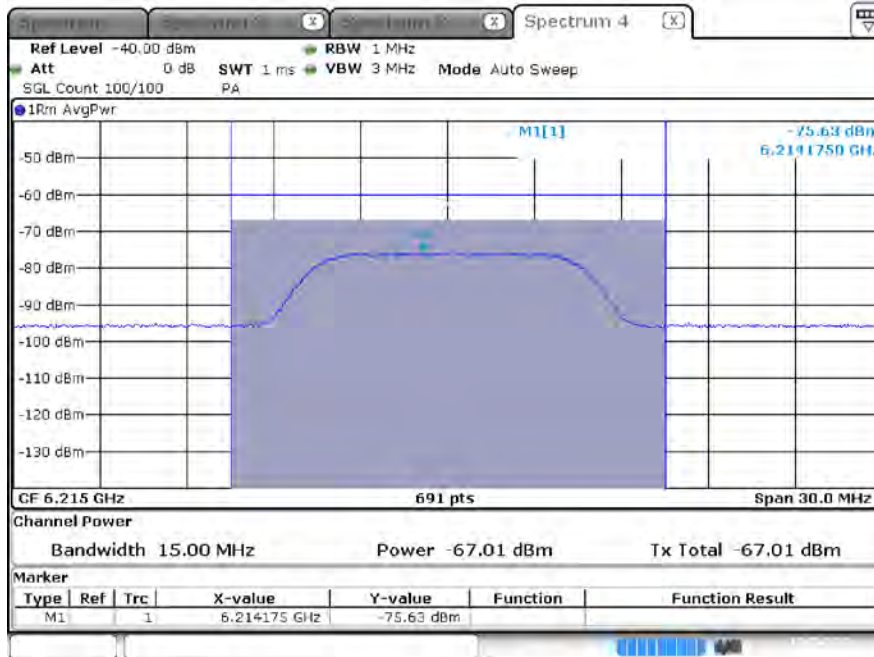 Spectrum 4
Ref Level -40.00 dBm RBW 1 MHz
Att 0 dB SWT 1 ms VBW 3 MHz Mode Auto Sweep
SGL Count 100/100 PA
1Rm AvgPwr
M1[1] -75.63 dBm
6.2141750 GHz
-50 dBm
-60 dBm
-70 dBm
-80 dBm
-90 dBm
-100 dBm
-110 dBm
-120 dBm
-130 dBm
CF 6.215 GHz 691 pts Span 30.0 MHz
Channel Power
Bandwidth 15.00 MHz Power -67.01 dBm Tx Total -67.01 dBm
Marker
Type Ref Trc X-value Y-value Function Function Result
M1 1 6.214175 GHz -75.63 dBm